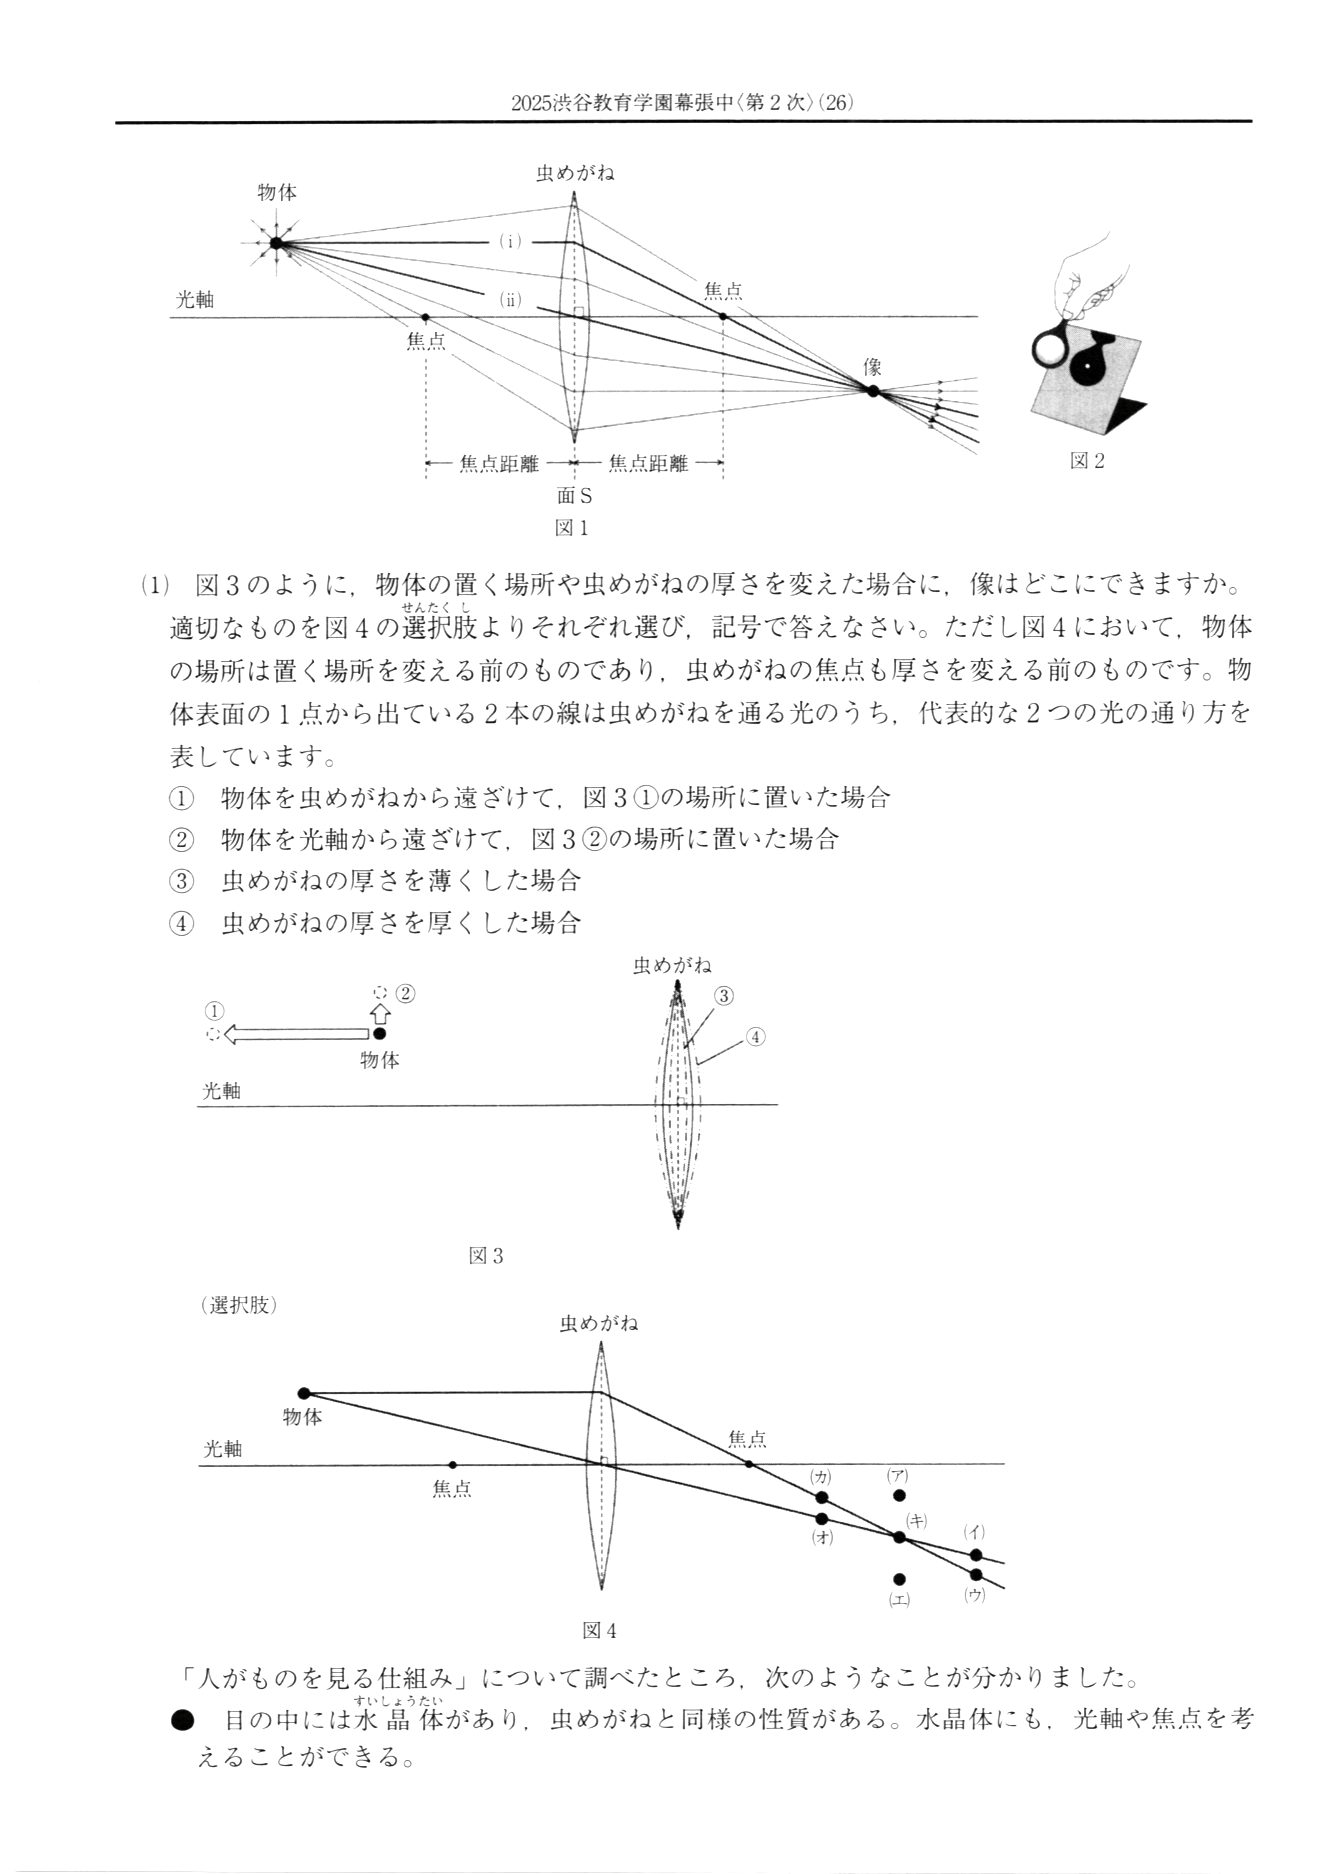 2025渋谷教育学園幕張中〈第2次〉(26)
虫めがね
物体
(i)
光軸
(ii)
焦点
焦点
像
焦点距離
焦点距離
面S
図1
図2
(1) 図3のように，物体の置く場所や虫めがねの厚さを変えた場合に，像はどこにできますか。
せんたくし
適切なものを図4の選択肢よりそれぞれ選び，記号で答えなさい。ただし図4において，物体
の場所は置く場所を変える前のものであり，虫めがねの焦点も厚さを変える前のものです。物
体表面の1点から出ている2本の線は虫めがねを通る光のうち，代表的な2つの光の通り方を
表しています。
① 物体を虫めがねから遠ざけて，図3①の場所に置いた場合
② 物体を光軸から遠ざけて，図3②の場所に置いた場合
③ 虫めがねの厚さを薄くした場合
④ 虫めがねの厚さを厚くした場合
虫めがね
②
①
③
④
物体
光軸
図3
(選択肢)
虫めがね
物体
光軸
焦点
焦点
(カ)
(ア)
(キ)
(オ)
(イ)
(エ)
(ウ)
図4
「人がものを見る仕組み」について調べたところ，次のようなことが分かりました。
すいしょうたい
● 目の中には水晶体があり，虫めがねと同様の性質がある。水晶体にも，光軸や焦点を考
えることができる。